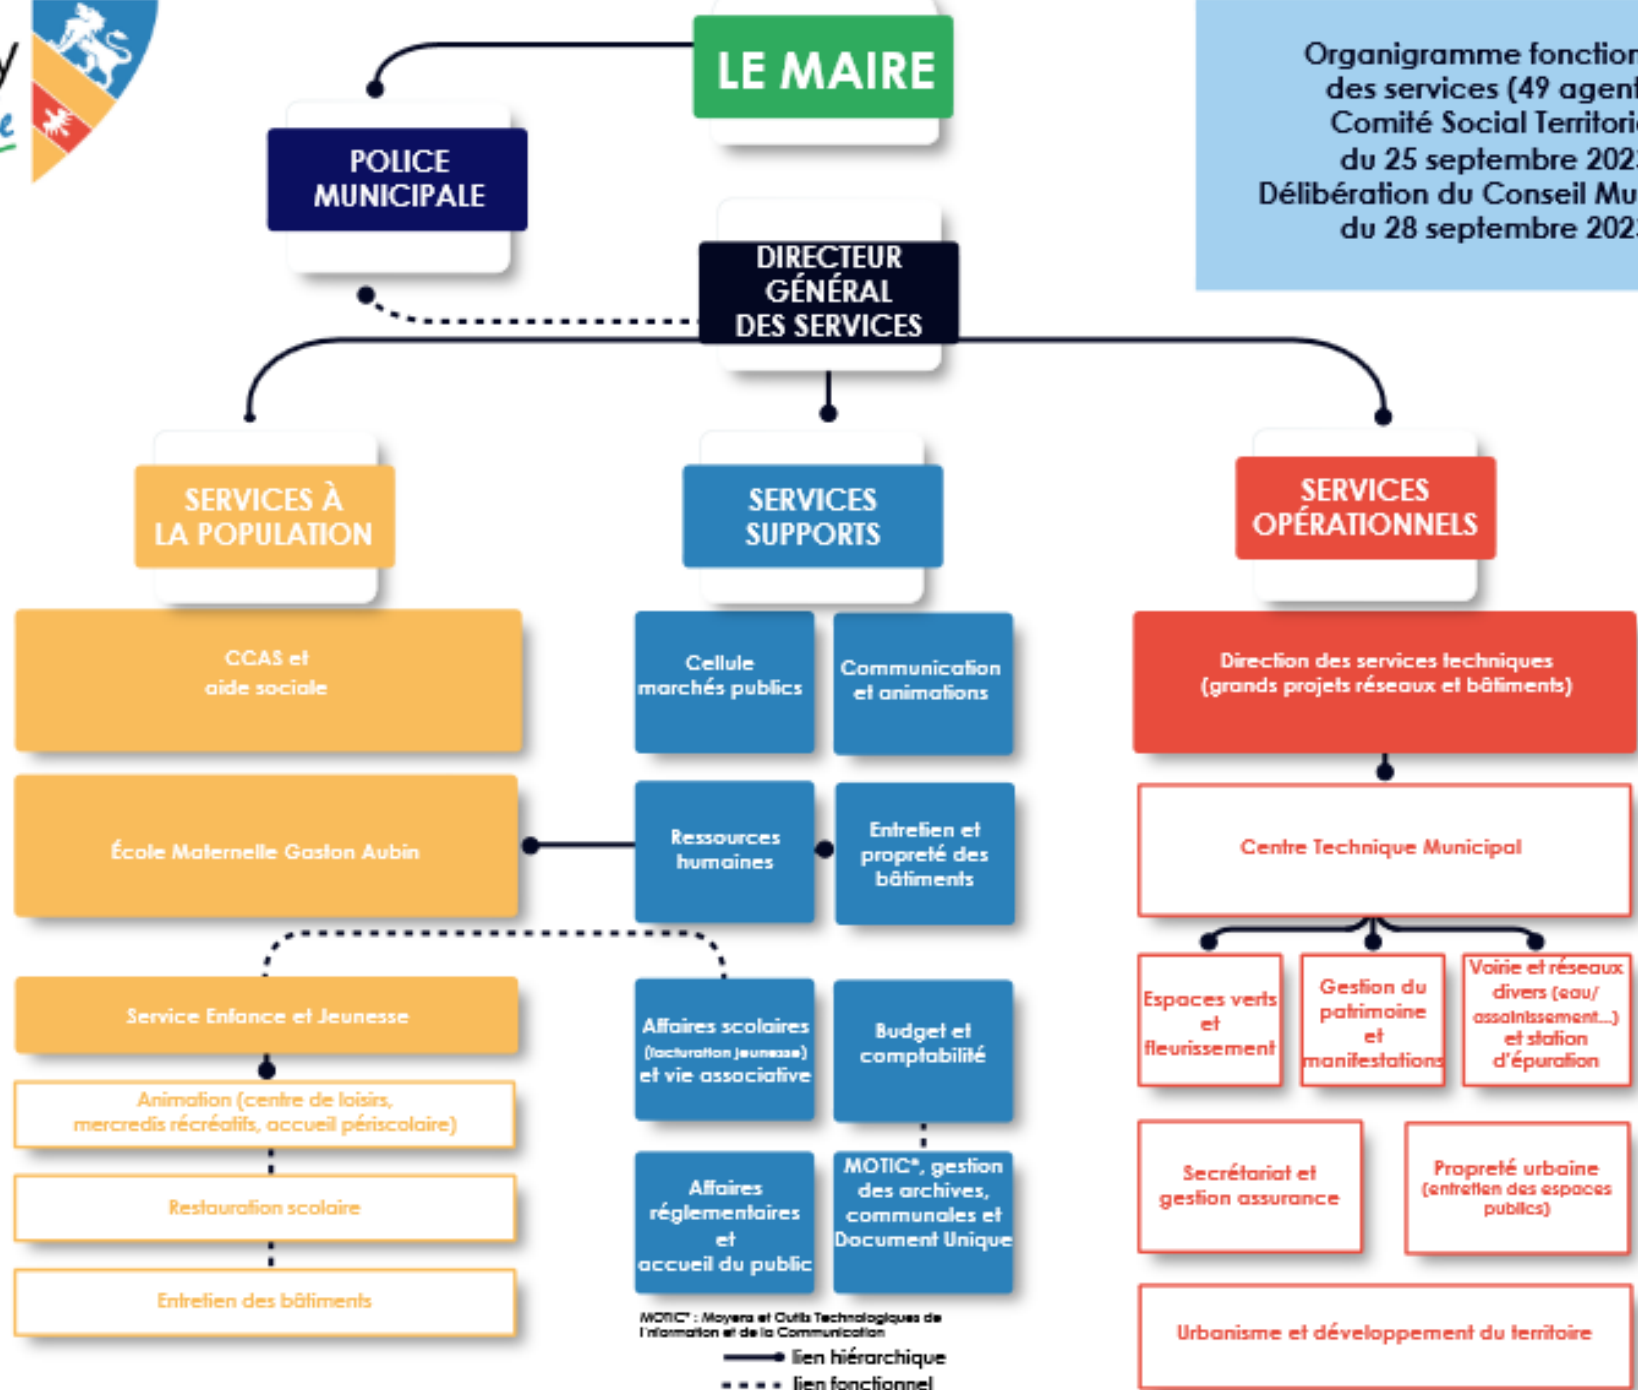 LE MAIRE
Organigramme fonction
des services (49 agent
Comité Social Territori
du 25 septembre 202
Délibération du Conseil Mu
du 28 septembre 202
POLICE
MUNICIPALE
DIRECTEUR
GÉNÉRAL
DES SERVICES
SERVICES À
LA POPULATION
SERVICES
SUPPORTS
SERVICES
OPÉRATIONNELS
CCAS et
aide sociale
Cellule
marchés publics
Communication
et animations
Direction des services techniques
(grands projets réseaux et bâtiments)
École Maternelle Gaston Aubin
Ressources
humaines
Entretien et
propreté des
bâtiments
Centre Technique Municipal
Service Enfance et Jeunesse
Affaires scolaires
(facturation jeunesse)
et vie associative
Budget et
comptabilité
Espaces verts
et
fleurissement
Gestion du
patrimoine
et
manifestations
Voirie et réseaux
divers (eau/
assainissement...)
et station
d'épuration
Animation (centre de loisirs,
mercredis récréatifs, accueil périscolaire)
Restauration scolaire
Entretien des bâtiments
Affaires
réglementaires
et
accueil du public
MOTIC*, gestion
des archives,
communales et
Document Unique
Secrétariat et
gestion assurance
Propreté urbaine
(entretien des espaces
publics)
Urbanisme et développement du territoire
MOTIC* : Moyens et Outils Technologiques de
l'nformation et de la Communication
lien hiérarchique
lien fonctionnel